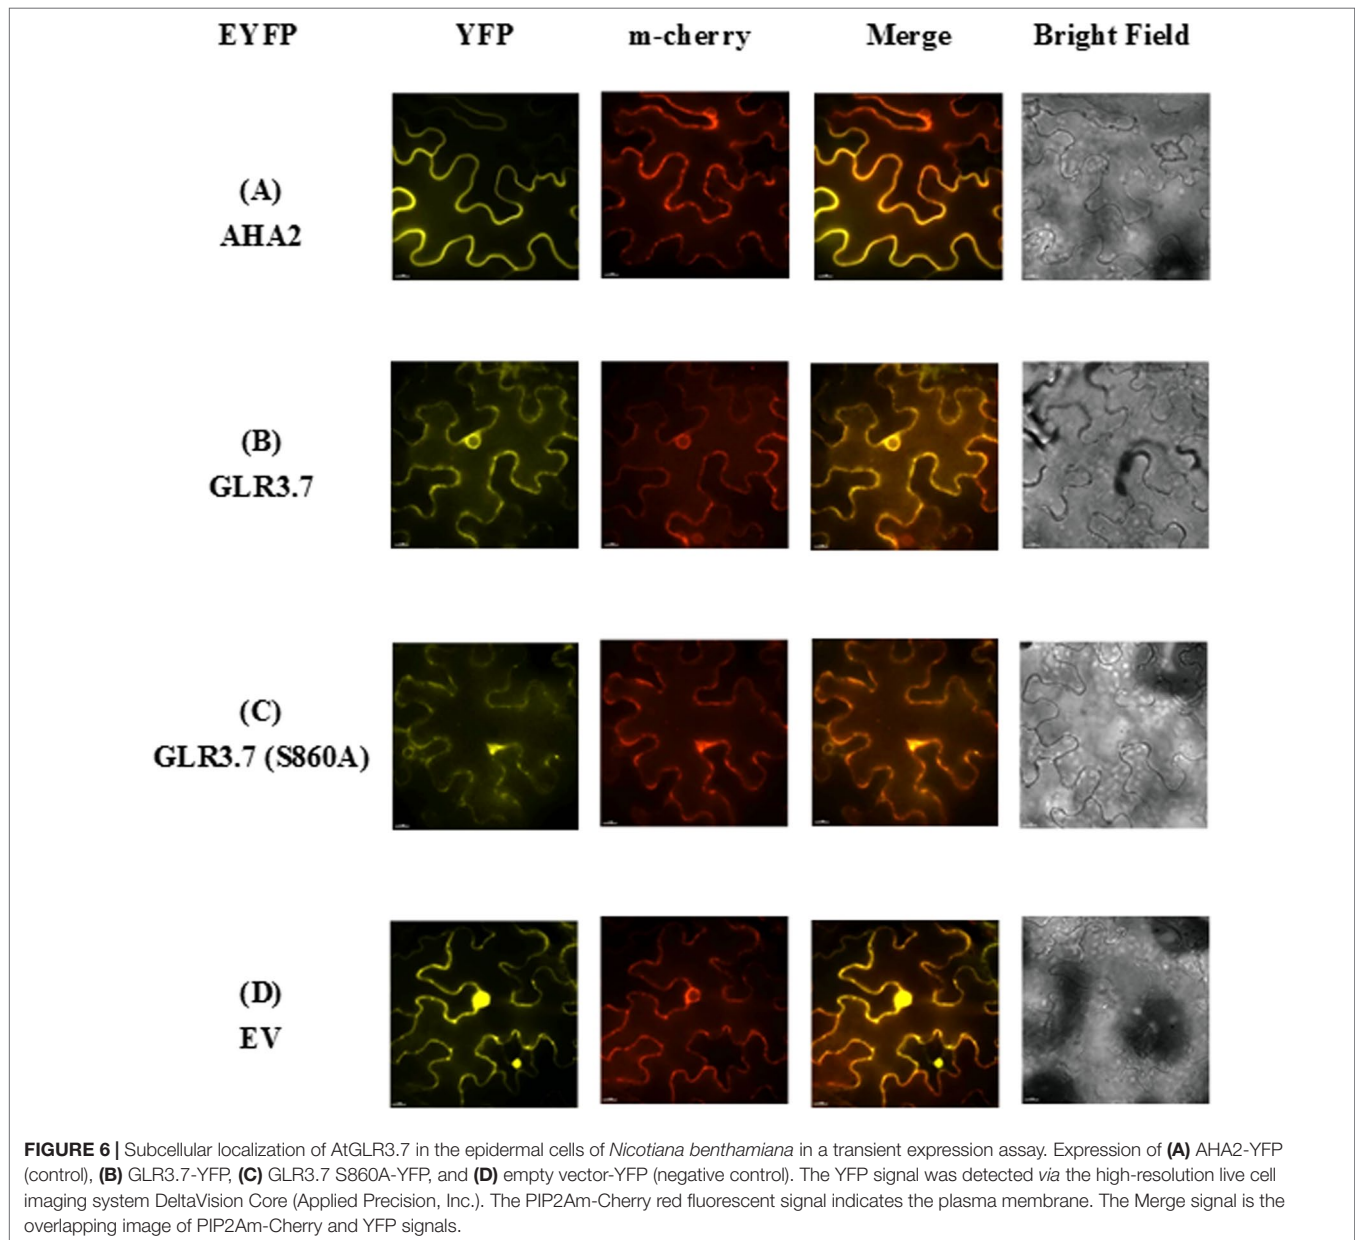 EYFP YFP m-cherry Merge Bright Field
(A)
AHA2
(B)
GLR3.7
(C)
GLR3.7 (S860A)
(D)
EV
FIGURE 6 | Subcellular localization of AtGLR3.7 in the epidermal cells of Nicotiana benthamiana in a transient expression assay. Expression of (A) AHA2-YFP
(control), (B) GLR3.7-YFP, (C) GLR3.7 S860A-YFP, and (D) empty vector-YFP (negative control). The YFP signal was detected via the high-resolution live cell
imaging system DeltaVision Core (Applied Precision, Inc.). The PIP2Am-Cherry red fluorescent signal indicates the plasma membrane. The Merge signal is the
overlapping image of PIP2Am-Cherry and YFP signals.